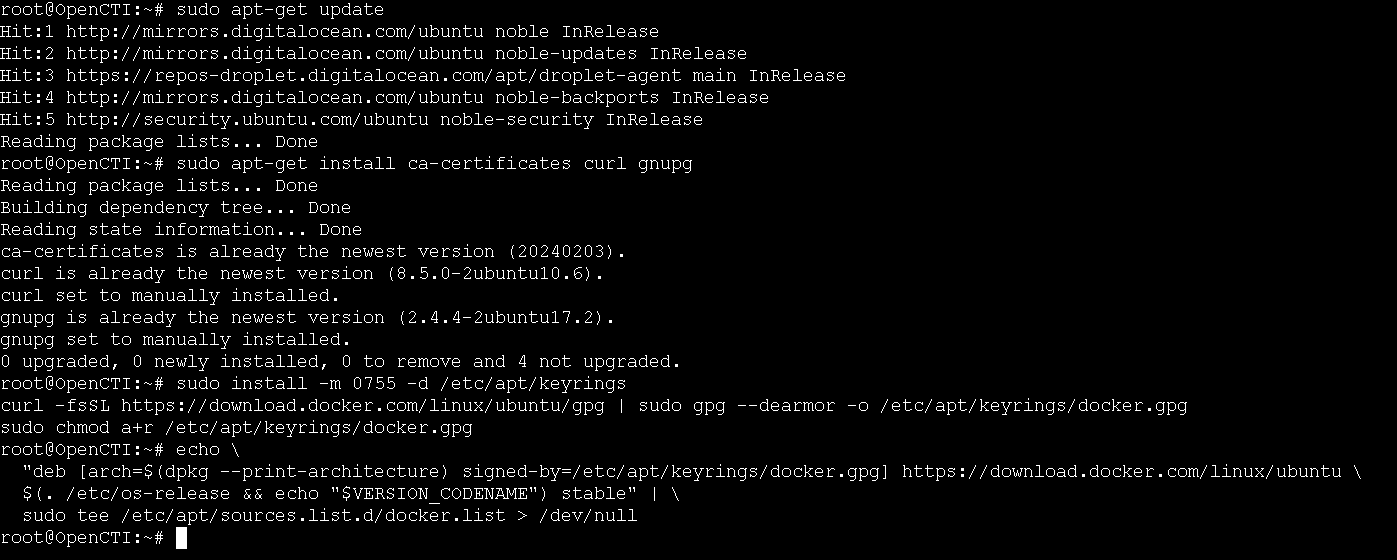 root@OpenCTI:~# sudo apt-get update
Hit:1 http://mirrors.digitalocean.com/ubuntu noble InRelease
Hit:2 http://mirrors.digitalocean.com/ubuntu noble-updates InRelease
Hit:3 https://repos-droplet.digitalocean.com/apt/droplet-agent main InRelease
Hit:4 http://mirrors.digitalocean.com/ubuntu noble-backports InRelease
Hit:5 http://security.ubuntu.com/ubuntu noble-security InRelease
Reading package lists... Done
root@OpenCTI:~# sudo apt-get install ca-certificates curl gnupg
Reading package lists... Done
Building dependency tree... Done
Reading state information... Done
ca-certificates is already the newest version (20240203).
curl is already the newest version (8.5.0-2ubuntu10.6).
curl set to manually installed.
gnupg is already the newest version (2.4.4-2ubuntu17.2).
gnupg set to manually installed.
0 upgraded, 0 newly installed, 0 to remove and 4 not upgraded.
root@OpenCTI:~# sudo install -m 0755 -d /etc/apt/keyrings
curl -fsSL https://download.docker.com/linux/ubuntu/gpg | sudo gpg --dearmor -o /etc/apt/keyrings/docker.gpg
sudo chmod a+r /etc/apt/keyrings/docker.gpg
root@OpenCTI:~# echo \
  "deb [arch=$(dpkg --print-architecture) signed-by=/etc/apt/keyrings/docker.gpg] https://download.docker.com/linux/ubuntu \
  $(. /etc/os-release && echo "$VERSION_CODENAME") stable" | \
  sudo tee /etc/apt/sources.list.d/docker.list > /dev/null
root@OpenCTI:~#